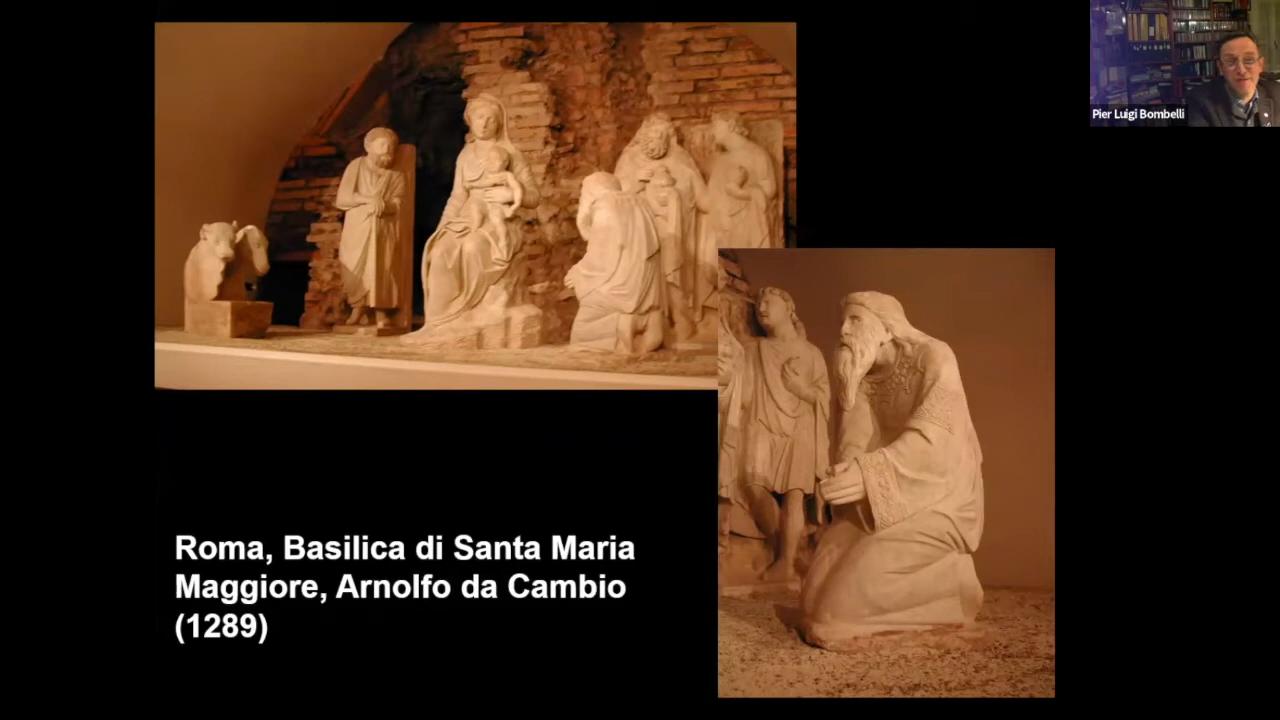 Pier Luigi Bombelli
Roma, Basilica di Santa Maria
Maggiore, Arnolfo da Cambio
(1289)